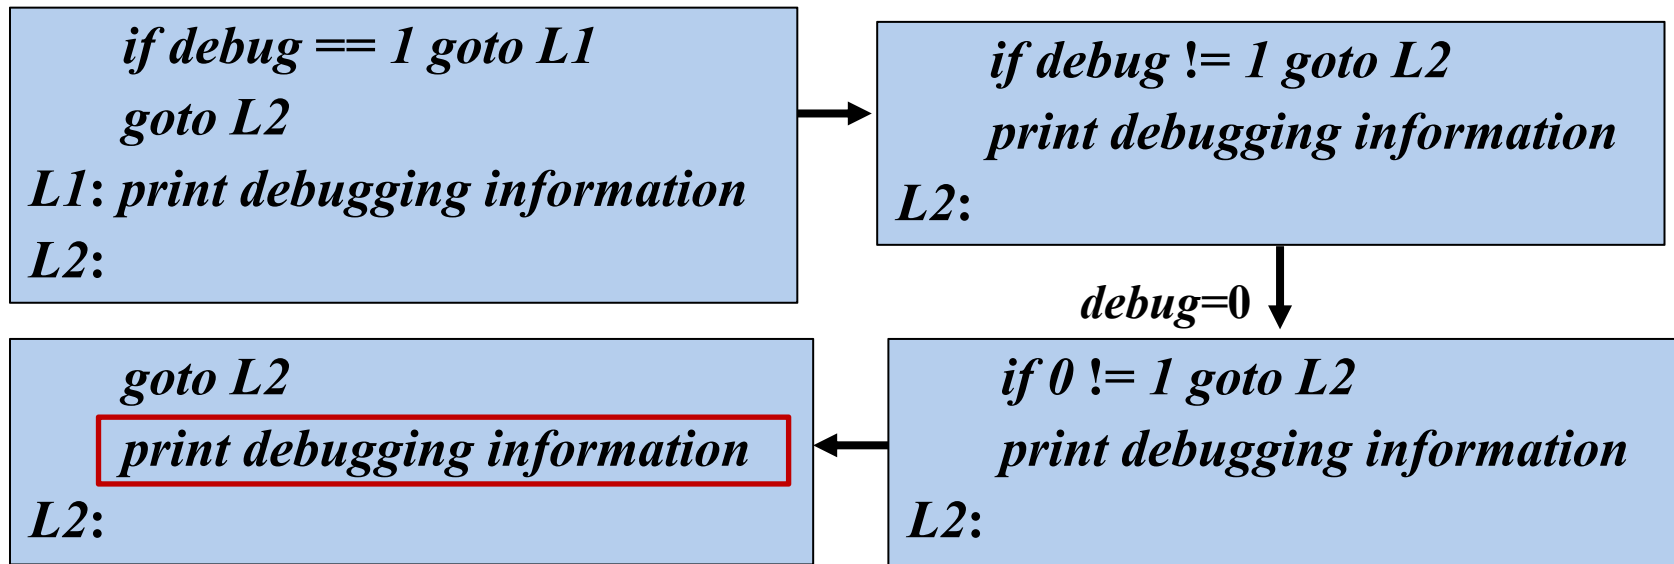 if debug == 1 goto L1
goto L2
L1: print debugging information
L2:
if debug != 1 goto L2
print debugging information
L2:
debug=0
if 0 != 1 goto L2
print debugging information
L2:
goto L2
print debugging information
L2: